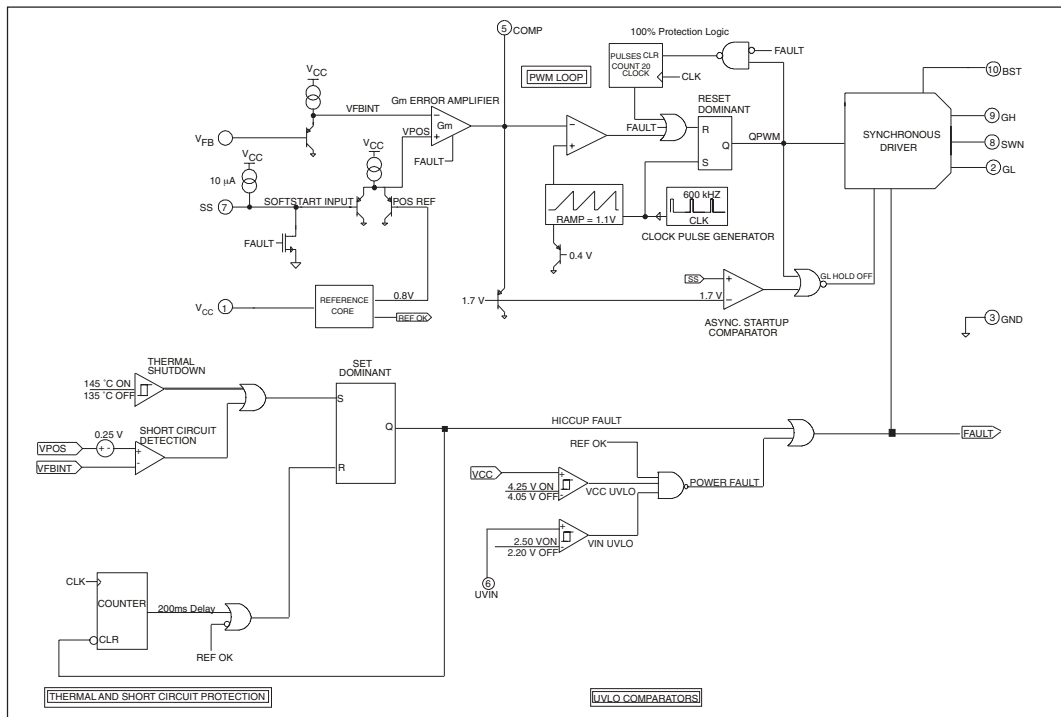 5 COMP
100% Protection Logic
PULSES CLR
COUNT 20
CLOCK
FAULT
CLK
PWM LOOP
10 BST
VCC
Gm ERROR AMPLIFIER
VFBINT
Gm
VPOS
FAULT
VFB
VCC
VCC
10 µA
SS 7
SOFTSTART INPUT
POS REF
FAULT
FAULT
RESET
DOMINANT
R
Q
S
QPWM
SYNCHRONOUS
DRIVER
9 GH
8 SWN
2 GL
600 kHZ
CLK
RAMP = 1.1V
CLOCK PULSE GENERATOR
0.4 V
VCC 1
REFERENCE
CORE
0.8V
REF OK
1.7 V
SS
1.7 V
ASYNC. STARTUP
COMPARATOR
GL HOLD OFF
3 GND
THERMAL
SHUTDOWN
145 ˚C ON
135 ˚C OFF
SET
DOMINANT
S
Q
R
0.25 V
SHORT CIRCUIT
DETECTION
VPOS
+ -
+
-
VFBINT
HICCUP FAULT
FAULT
REF OK
VCC
4.25 V ON
4.05 V OFF
VCC UVLO
POWER FAULT
2.50 VON
2.20 V OFF
VIN UVLO
6
UVIN
CLK
COUNTER
CLR
200ms Delay
REF OK
THERMAL AND SHORT CIRCUIT PROTECTION
UVLO COMPARATORS